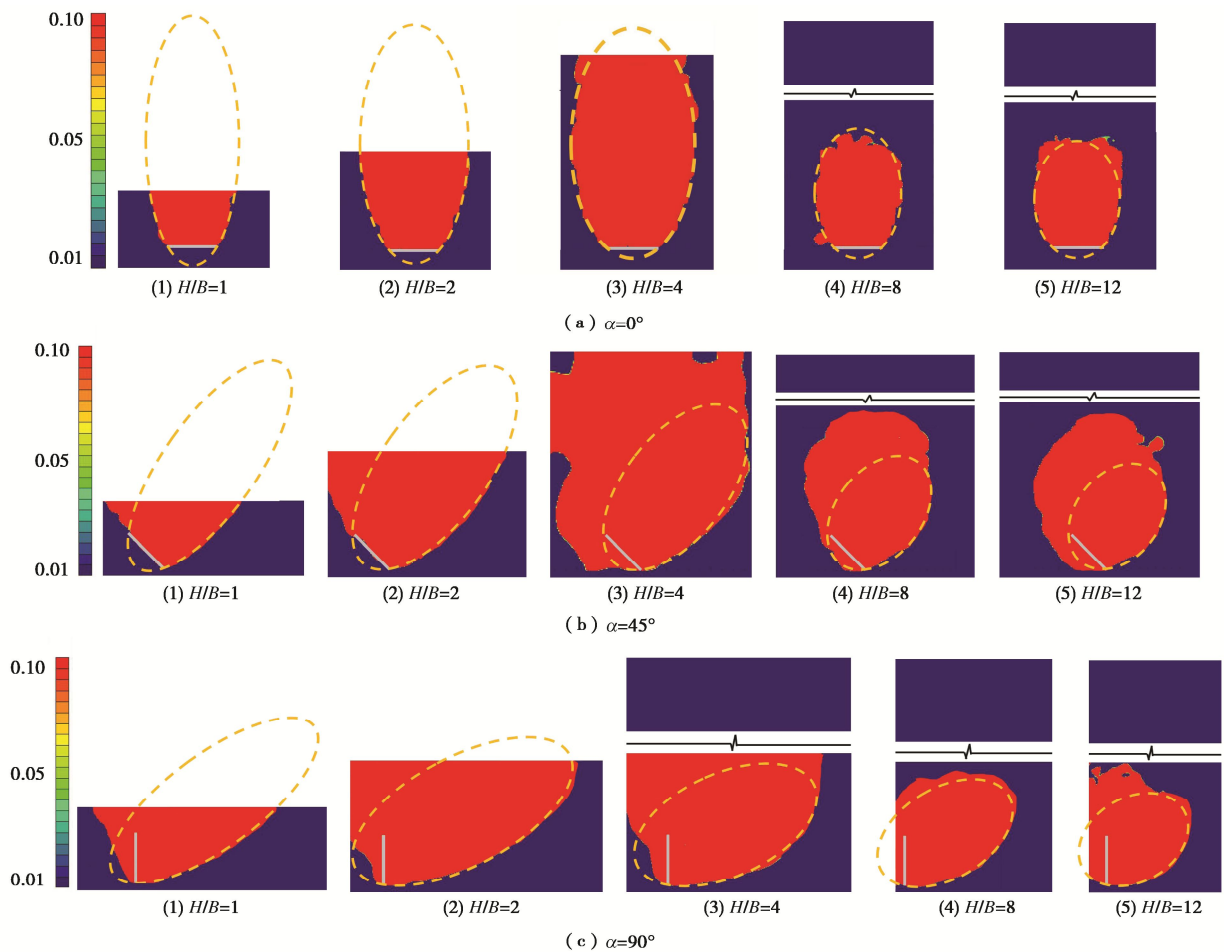 0.10
0.05
0.01
(1) H/B=1
(2) H/B=2
(3) H/B=4
(4) H/B=8
(5) H/B=12
(a) α=0°
0.10
0.05
0.01
(1) H/B=1
(2) H/B=2
(3) H/B=4
(4) H/B=8
(5) H/B=12
(b) α=45°
0.10
0.05
0.01
(1) H/B=1
(2) H/B=2
(3) H/B=4
(4) H/B=8
(5) H/B=12
(c) α=90°